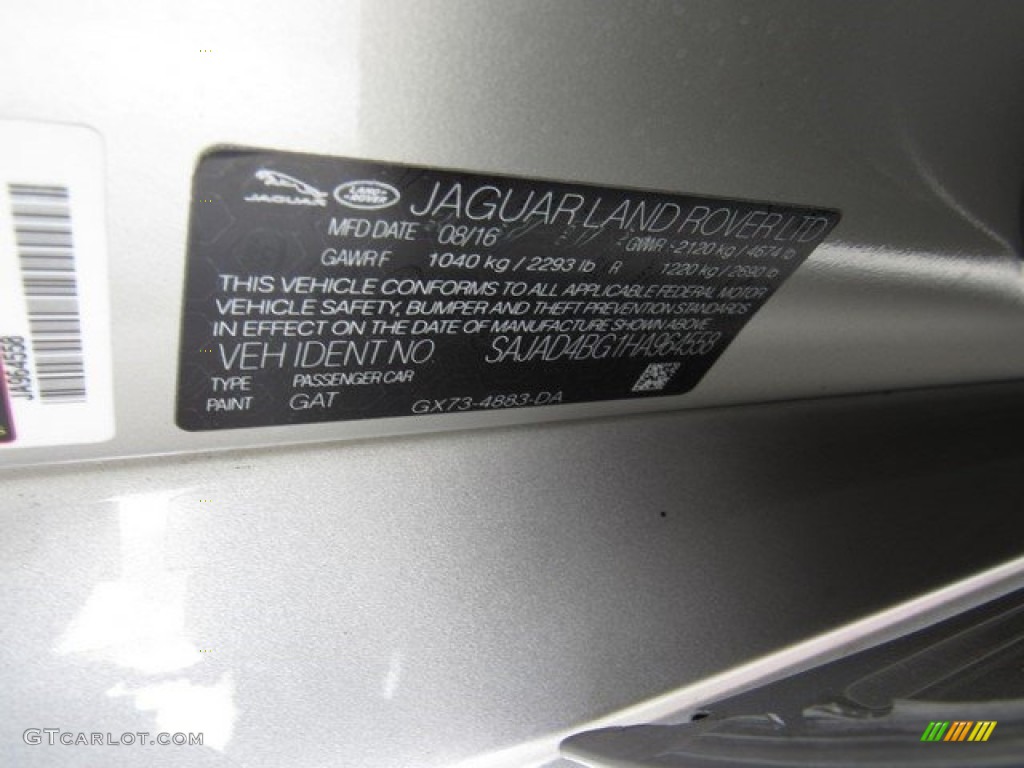 JA964558
JAGUAR LAND ROVER JAGUAR LAND ROVER LTD
MFD DATE 08/16 GVWR 2120 kg / 4674 lb
GAWR F 1040 kg / 2293 lb R 1220 kg / 2690 lb
THIS VEHICLE CONFORMS TO ALL APPLICABLE FEDERAL MOTOR
VEHICLE SAFETY, BUMPER AND THEFT PREVENTION STANDARDS
IN EFFECT ON THE DATE OF MANUFACTURE SHOWN ABOVE
VEH IDENT NO. SAJAD4BG1HA964558
TYPE PASSENGER CAR
PAINT GAT GX73-4883-DA
GTCARLOT.COM